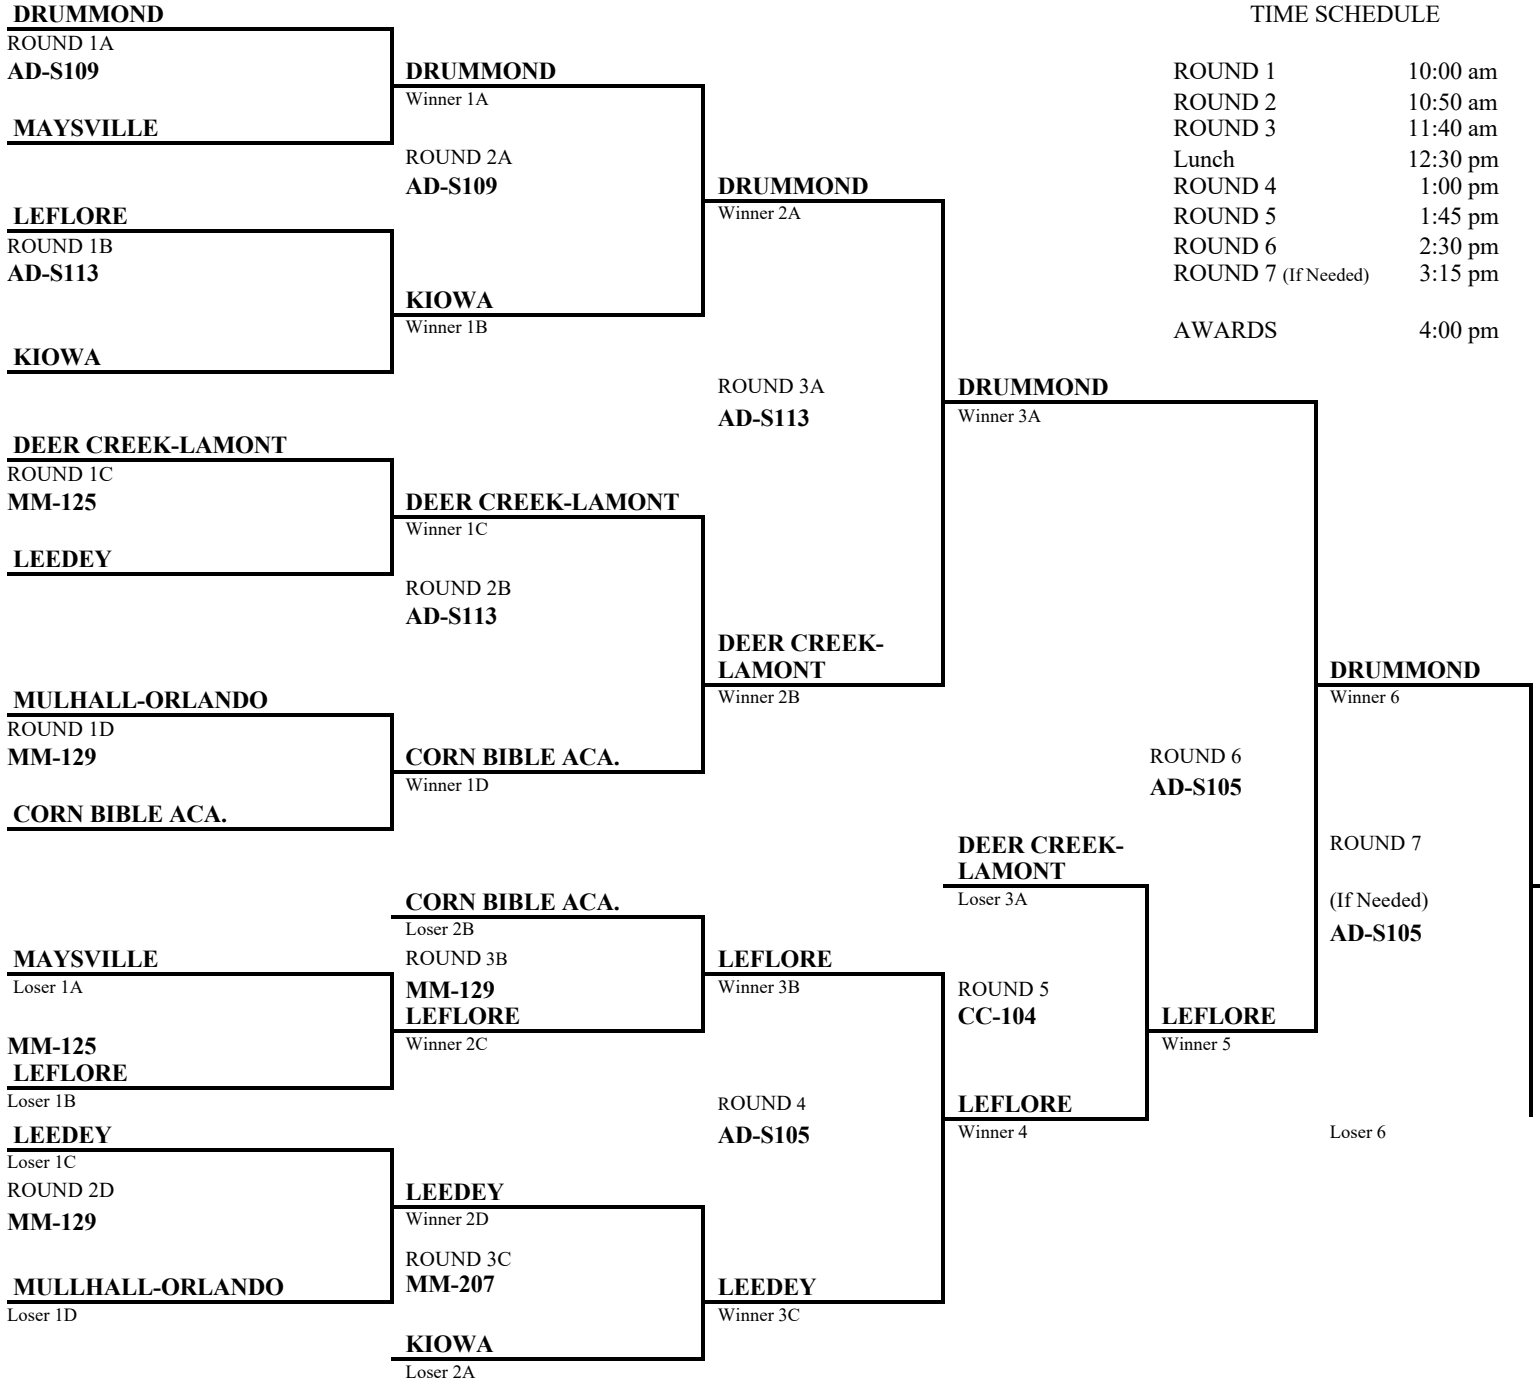 DRUMMOND
ROUND 1A
AD-S109
MAYSVILLE
LEFLORE
ROUND 1B
AD-S113
KIOWA
DEER CREEK-LAMONT
ROUND 1C
MM-125
LEEDEY
MULHALL-ORLANDO
ROUND 1D
MM-129
CORN BIBLE ACA.
MAYSVILLE
Loser 1A
MM-125
LEFLORE
Loser 1B
LEEDEY
Loser 1C
ROUND 2D
MM-129
MULLHALL-ORLANDO
Loser 1D
DRUMMOND
Winner 1A
ROUND 2A
AD-S109
KIOWA
Winner 1B
DEER CREEK-LAMONT
Winner 1C
ROUND 2B
AD-S113
CORN BIBLE ACA.
Winner 1D
CORN BIBLE ACA.
Loser 2B
ROUND 3B
MM-129
LEFLORE
Winner 2C
LEEDEY
Winner 2D
ROUND 3C
MM-207
KIOWA
Loser 2A
DRUMMOND
Winner 2A
ROUND 3A
AD-S113
DEER CREEK-
LAMONT
Winner 2B
LEFLORE
Winner 3B
ROUND 4
AD-S105
LEEDEY
Winner 3C
DRUMMOND
Winner 3A
DEER CREEK-
LAMONT
Loser 3A
ROUND 5
CC-104
LEFLORE
Winner 4
ROUND 6
AD-S105
LEFLORE
Winner 5
DRUMMOND
Winner 6
ROUND 7
(If Needed)
AD-S105
Loser 6
TIME SCHEDULE
ROUND 1 10:00 am
ROUND 2 10:50 am
ROUND 3 11:40 am
Lunch 12:30 pm
ROUND 4 1:00 pm
ROUND 5 1:45 pm
ROUND 6 2:30 pm
ROUND 7 (If Needed) 3:15 pm
AWARDS 4:00 pm